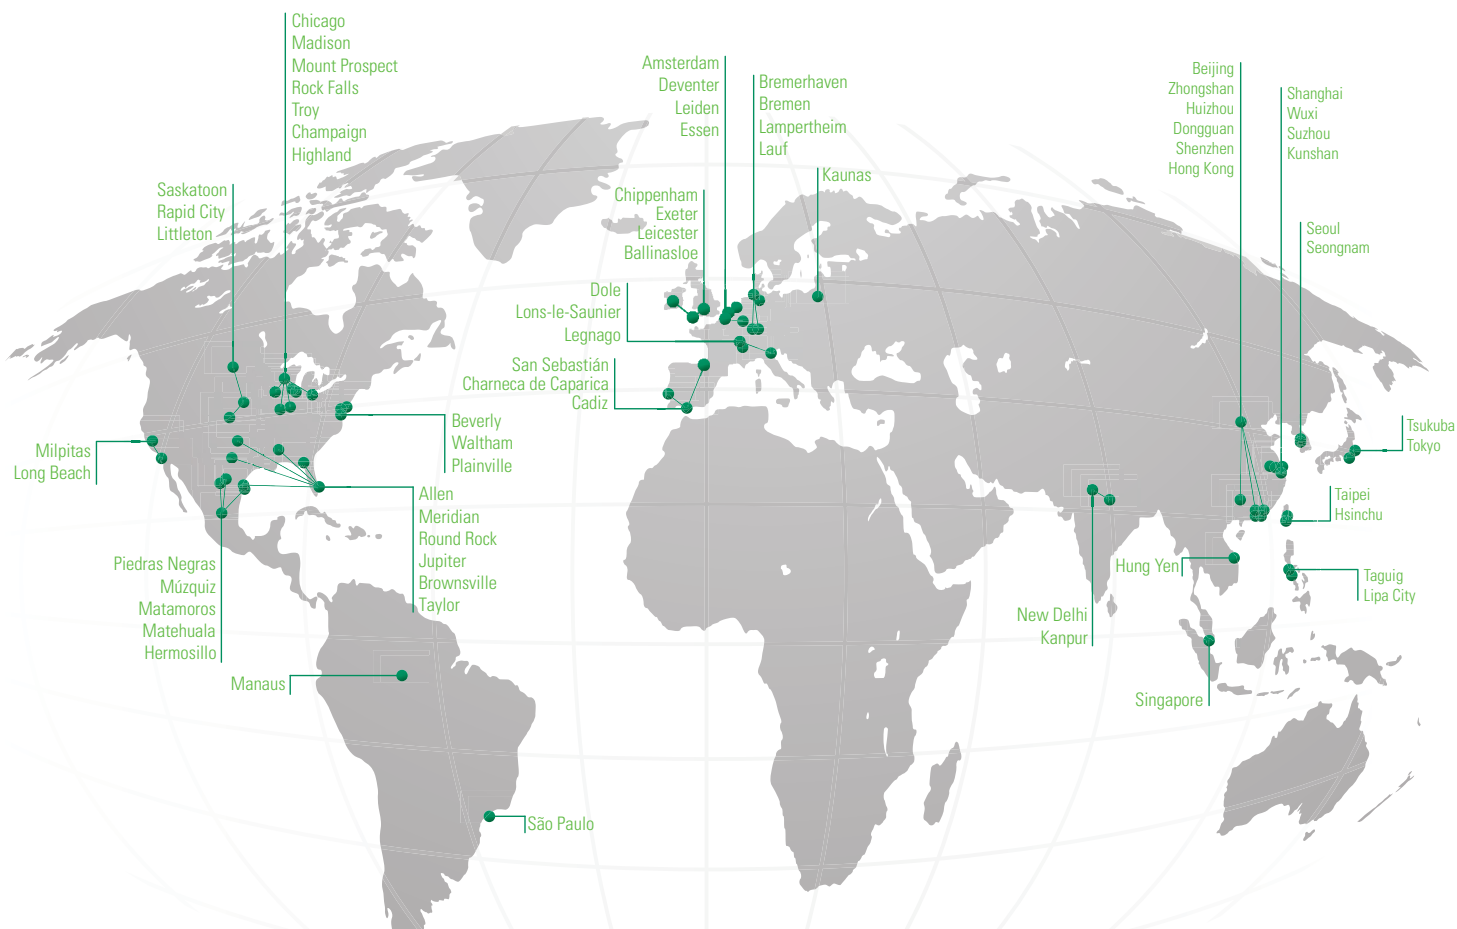 Chicago
Madison
Mount Prospect
Rock Falls
Troy
Champaign
Highland
Saskatoon
Rapid City
Littleton
Amsterdam
Deventer
Leiden
Essen
Bremerhaven
Bremen
Lampertheim
Lauf
Kaunas
Chippenham
Exeter
Leicester
Ballinasloe
Dole
Lons-le-Saunier
Legnago
San Sebastián
Charneca de Caparica
Cadiz
Beijing
Zhongshan
Huizhou
Dongguan
Shenzhen
Hong Kong
Shanghai
Wuxi
Suzhou
Kunshan
Seoul
Seongnam
Tsukuba
Tokyo
Milpitas
Long Beach
Beverly
Waltham
Plainville
Allen
Meridian
Round Rock
Jupiter
Brownsville
Taylor
Piedras Negras
Múzquiz
Matamoros
Matehuala
Hermosillo
Manaus
São Paulo
Taipei
Hsinchu
Hung Yen
Taguig
Lipa City
New Delhi
Kanpur
Singapore